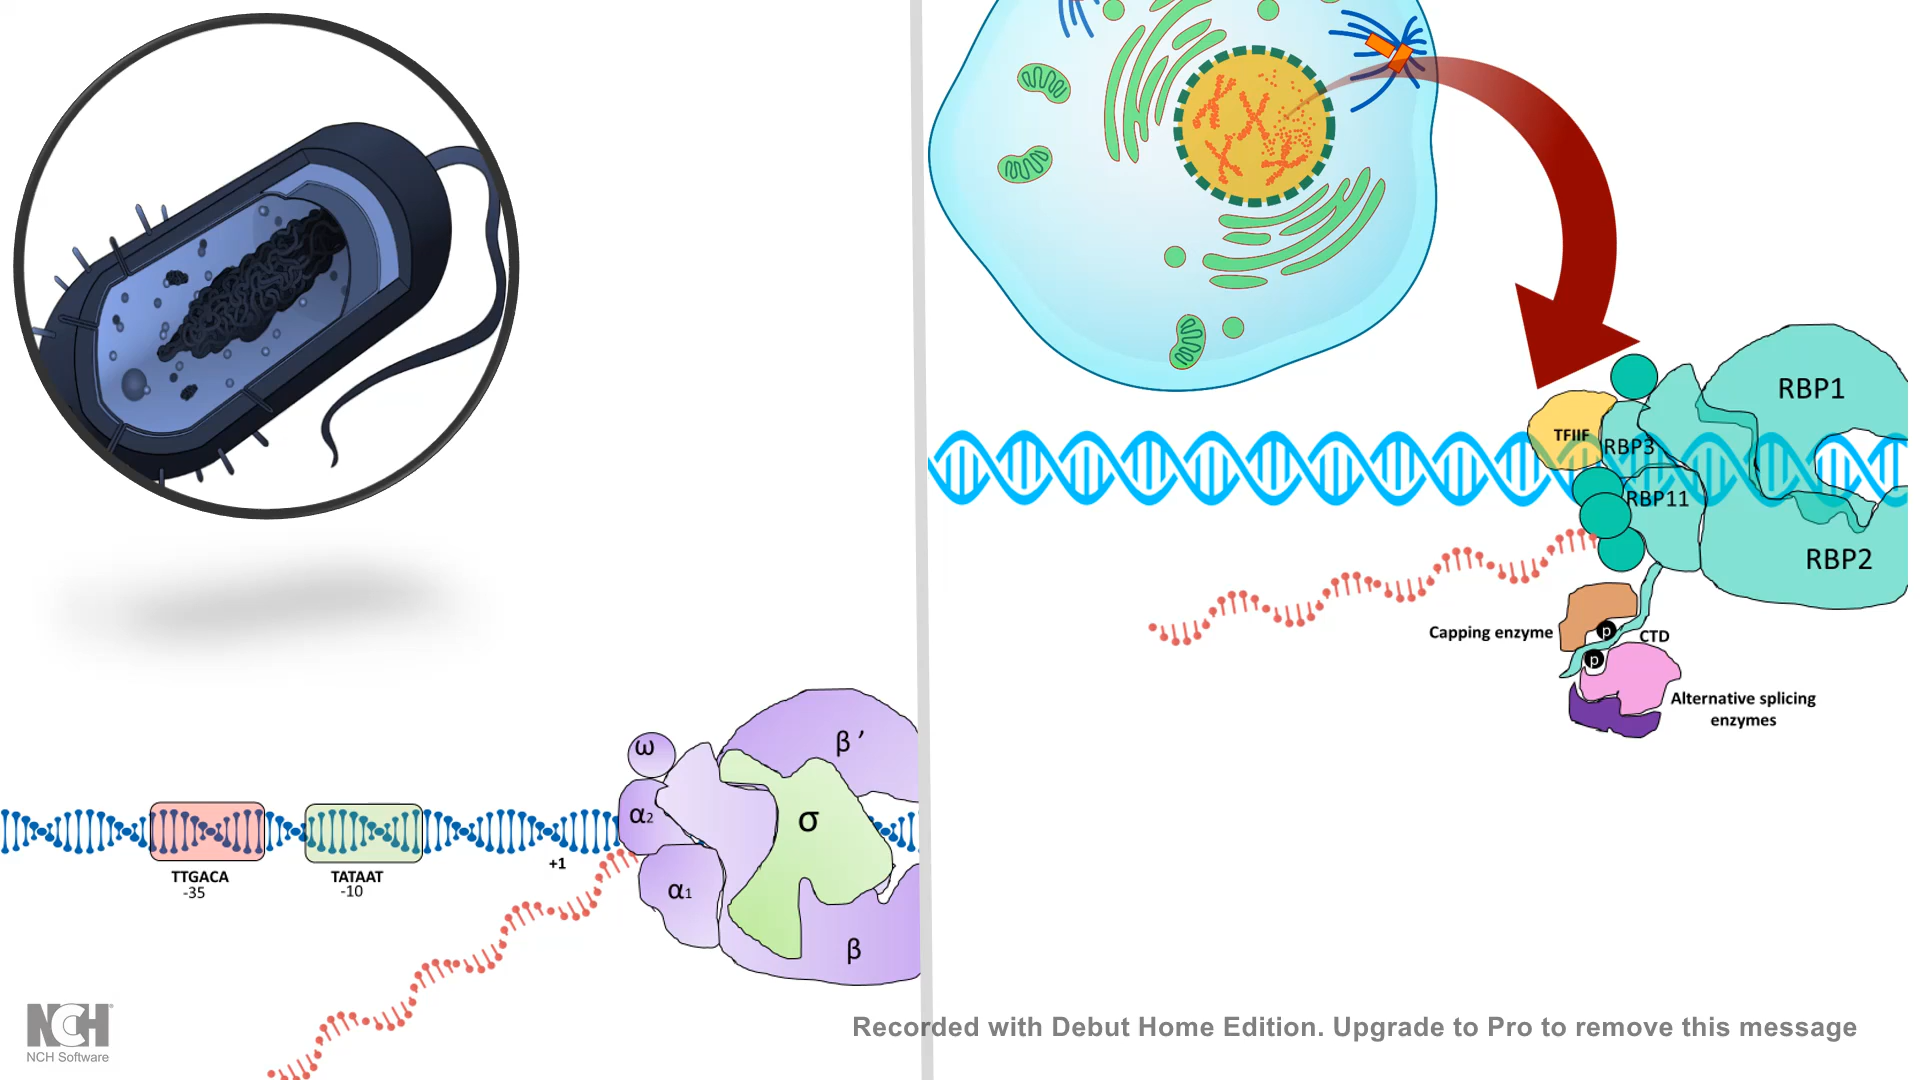 RBP1
TFIIF
RBP3
RBP11
RBP2
Capping enzyme
p
CTD
p
Alternative splicing
enzymes
ω
β ’
α2
σ
+1
TTGACA
-35
TATAAT
-10
α1
β
NCH®
NCH Software
Recorded with Debut Home Edition. Upgrade to Pro to remove this message